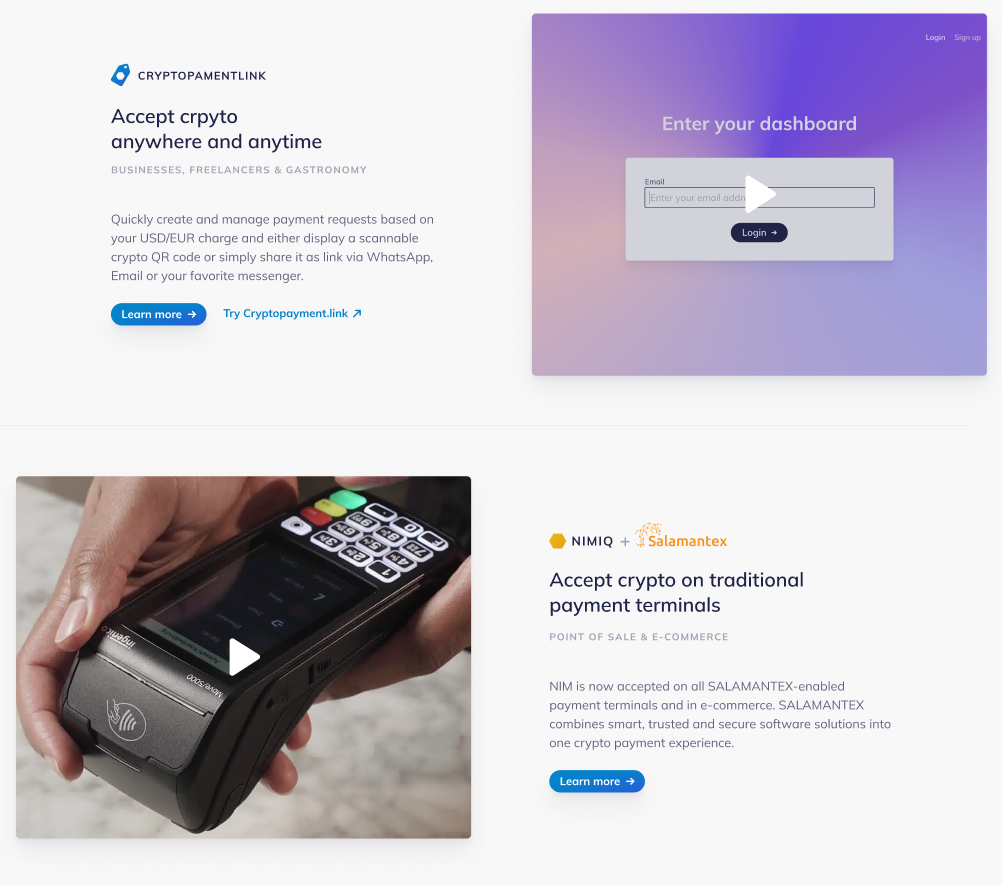 CRYPTOPAMENTLINK
Accept crpyto
anywhere and anytime
BUSINESSES, FREELANCERS & GASTRONOMY
Quickly create and manage payment requests based on
your USD/EUR charge and either display a scannable
crypto QR code or simply share it as link via WhatsApp,
Email or your favorite messenger.
Learn more →
Try Cryptopayment.link ↗
Login Sign up
Enter your dashboard
Email
Enter your email addr
Login →
ingenico
Move/5000
NIMIQ + Salamantex
Accept crypto on traditional
payment terminals
POINT OF SALE & E-COMMERCE
NIM is now accepted on all SALAMANTEX-enabled
payment terminals and in e-commerce. SALAMANTEX
combines smart, trusted and secure software solutions into
one crypto payment experience.
Learn more →